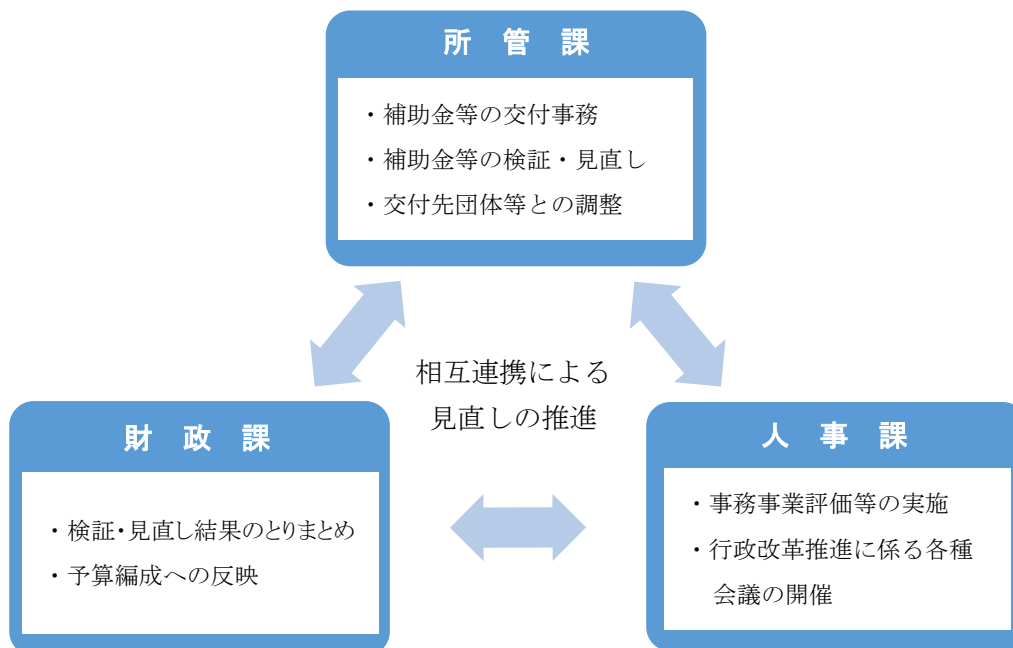 所 管 課
・補助金等の交付事務
・補助金等の検証・見直し
・交付先団体等との調整
相互連携による
見直しの推進
財 政 課
・検証・見直し結果のとりまとめ
・予算編成への反映
人 事 課
・事務事業評価等の実施
・行政改革推進に係る各種
会議の開催